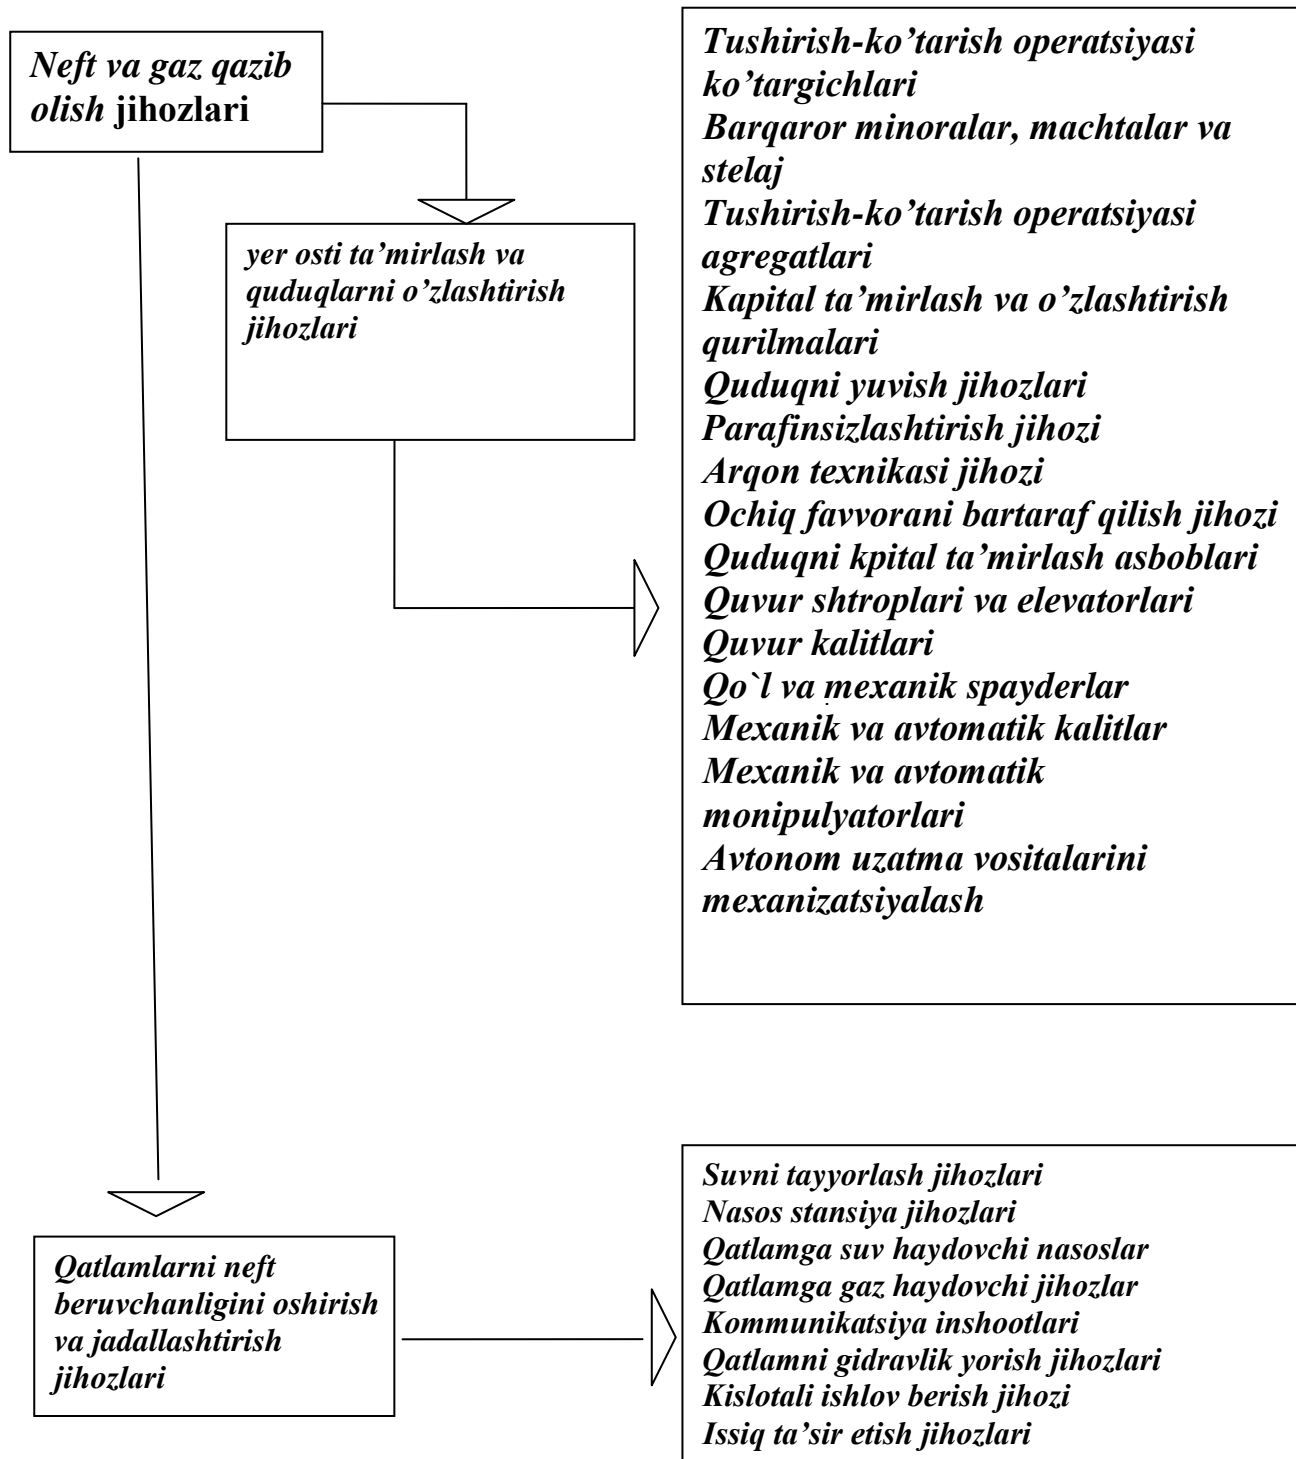 Neft va gaz qazib
olish jihozlari
yer osti ta’mirlash va
quduqlarni o’zlashtirish
jihozlari
Tushirish-ko’tarish operatsiyasi
ko’targichlari
Barqaror minoralar, machtalar va
stelaj
Tushirish-ko’tarish operatsiyasi
agregatlari
Kapital ta’mirlash va o’zlashtirish
qurilmalari
Quduqni yuvish jihozlari
Parafinsizlashtirish jihozi
Arqon texnikasi jihozi
Ochiq favvorani bartaraf qilish jihozi
Quduqni kpital ta’mirlash asboblari
Quvur shtroplari va elevatorlari
Quvur kalitlari
Qo`l va mexanik spayderlar
Mexanik va avtomatik kalitlar
Mexanik va avtomatik
monipulyatorlari
Avtonom uzatma vositalarini
mexanizatsiyalash
Qatlamlarni neft
beruvchanligini oshirish
va jadallashtirish
jihozlari
Suvni tayyorlash jihozlari
Nasos stansiya jihozlari
Qatlamga suv haydovchi nasoslar
Qatlamga gaz haydovchi jihozlar
Kommunikatsiya inshootlari
Qatlamni gidravlik yorish jihozlari
Kislotali ishlov berish jihozi
Issiq ta’sir etish jihozlari